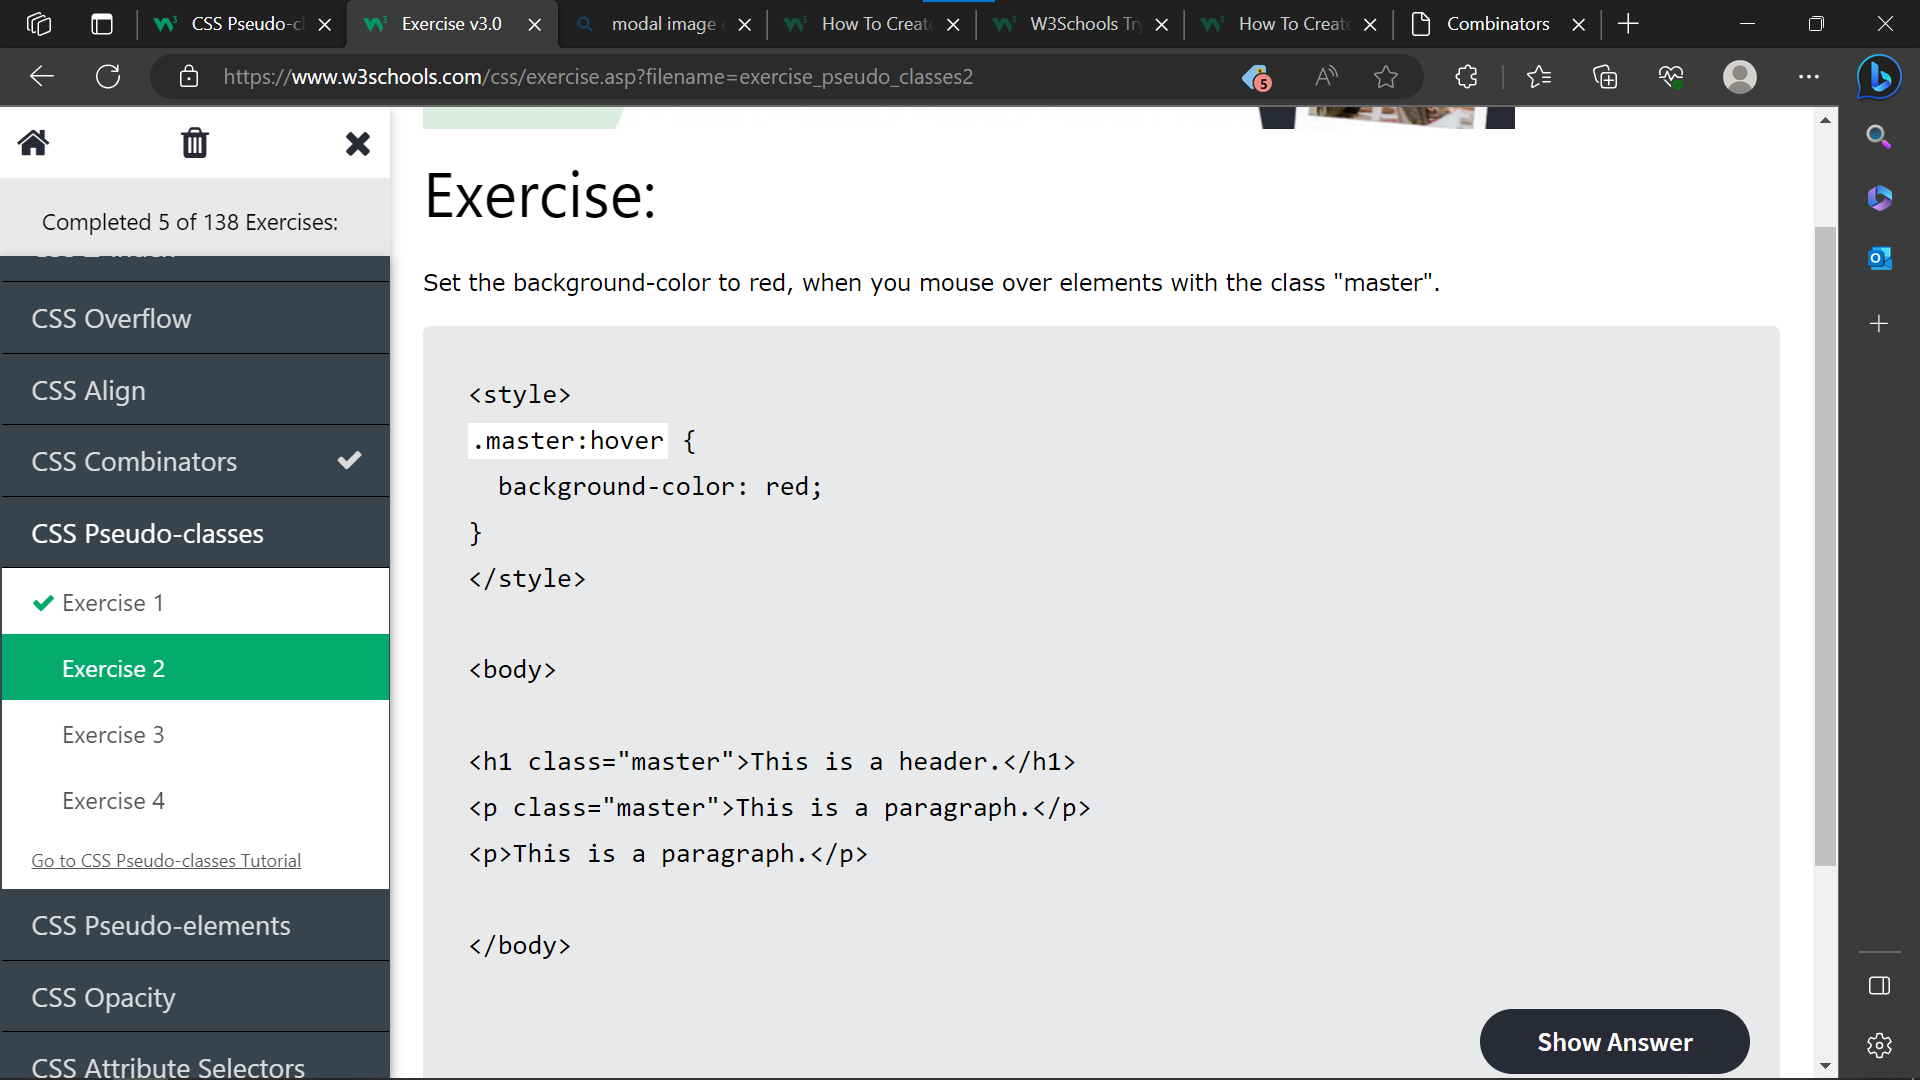 CSS Pseudo-cl
Exercise v3.0
modal image
How To Create
W3Schools Try
How To Create
Combinators
https://www.w3schools.com/css/exercise.asp?filename=exercise_pseudo_classes2
5
Completed 5 of 138 Exercises:
CSS Overflow
CSS Align
CSS Combinators
CSS Pseudo-classes
Exercise 1
Exercise 2
Exercise 3
Exercise 4
Go to CSS Pseudo-classes Tutorial
CSS Pseudo-elements
CSS Opacity
CSS Attribute Selectors
Exercise:
Set the background-color to red, when you mouse over elements with the class "master".
<style>
.master:hover {
background-color: red;
}
</style>
<body>
<h1 class="master">This is a header.</h1>
<p class="master">This is a paragraph.</p>
<p>This is a paragraph.</p>
</body>
Show Answer